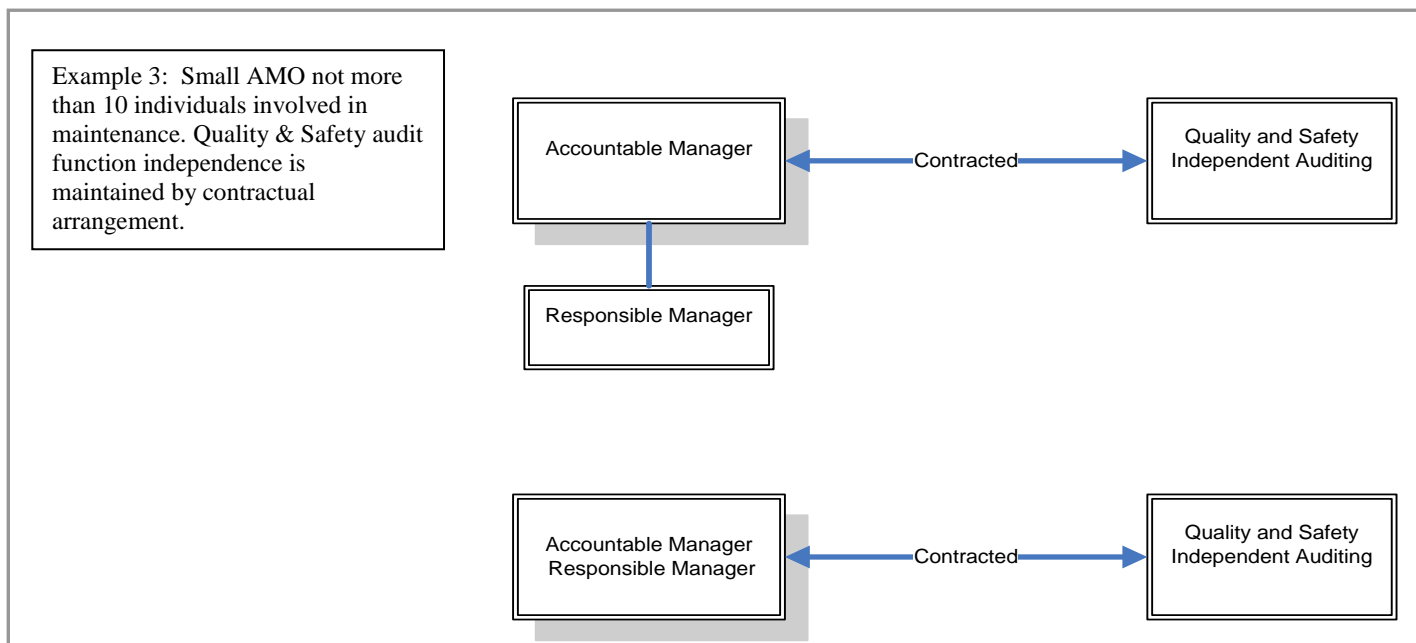 Example 3:  Small AMO not more
than 10 individuals involved in
maintenance. Quality & Safety audit
function independence is
maintained by contractual
arrangement.
Accountable Manager
Contracted
Quality and Safety
Independent Auditing
Responsible Manager
Accountable Manager
Responsible Manager
Contracted
Quality and Safety
Independent Auditing